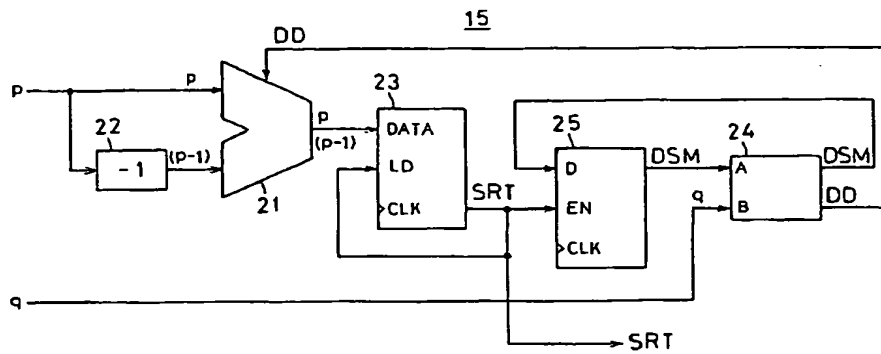 15
DD
P
P
22
-1
(p-1)
21
P
(p-1)
23
DATA
LD
CLK
SRT
25
D
EN
CLK
DSM
24
A
B
q
DSM
DD
q
SRT